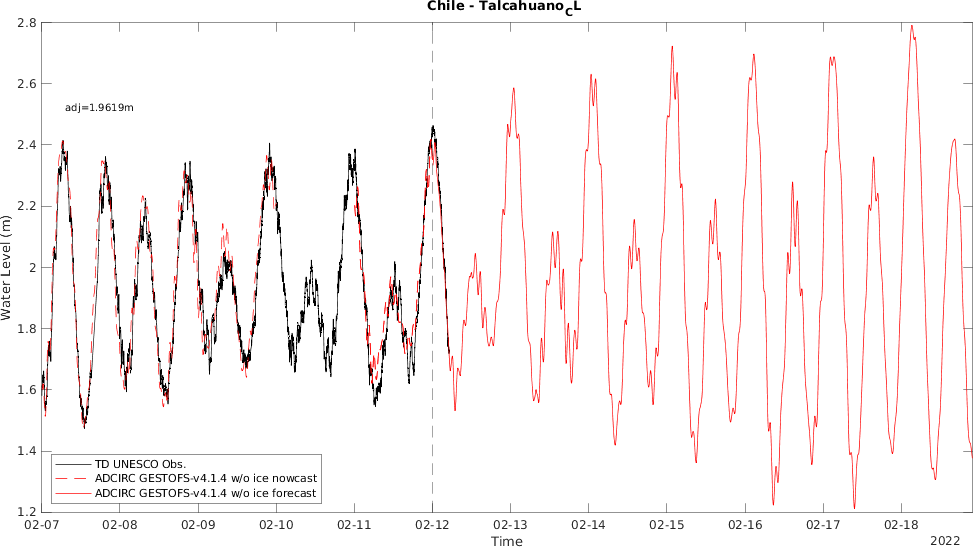 Chile - Talcahuano_CL
adj=1.9619m
Water Level (m)
2.8
2.6
2.4
2.2
2
1.8
1.6
1.4
1.2
TD UNESCO Obs.
ADCIRC GESTOFS-v4.1.4 w/o ice nowcast
ADCIRC GESTOFS-v4.1.4 w/o ice forecast
02-07 02-08 02-09 02-10 02-11 02-12 02-13 02-14 02-15 02-16 02-17 02-18
Time
2022